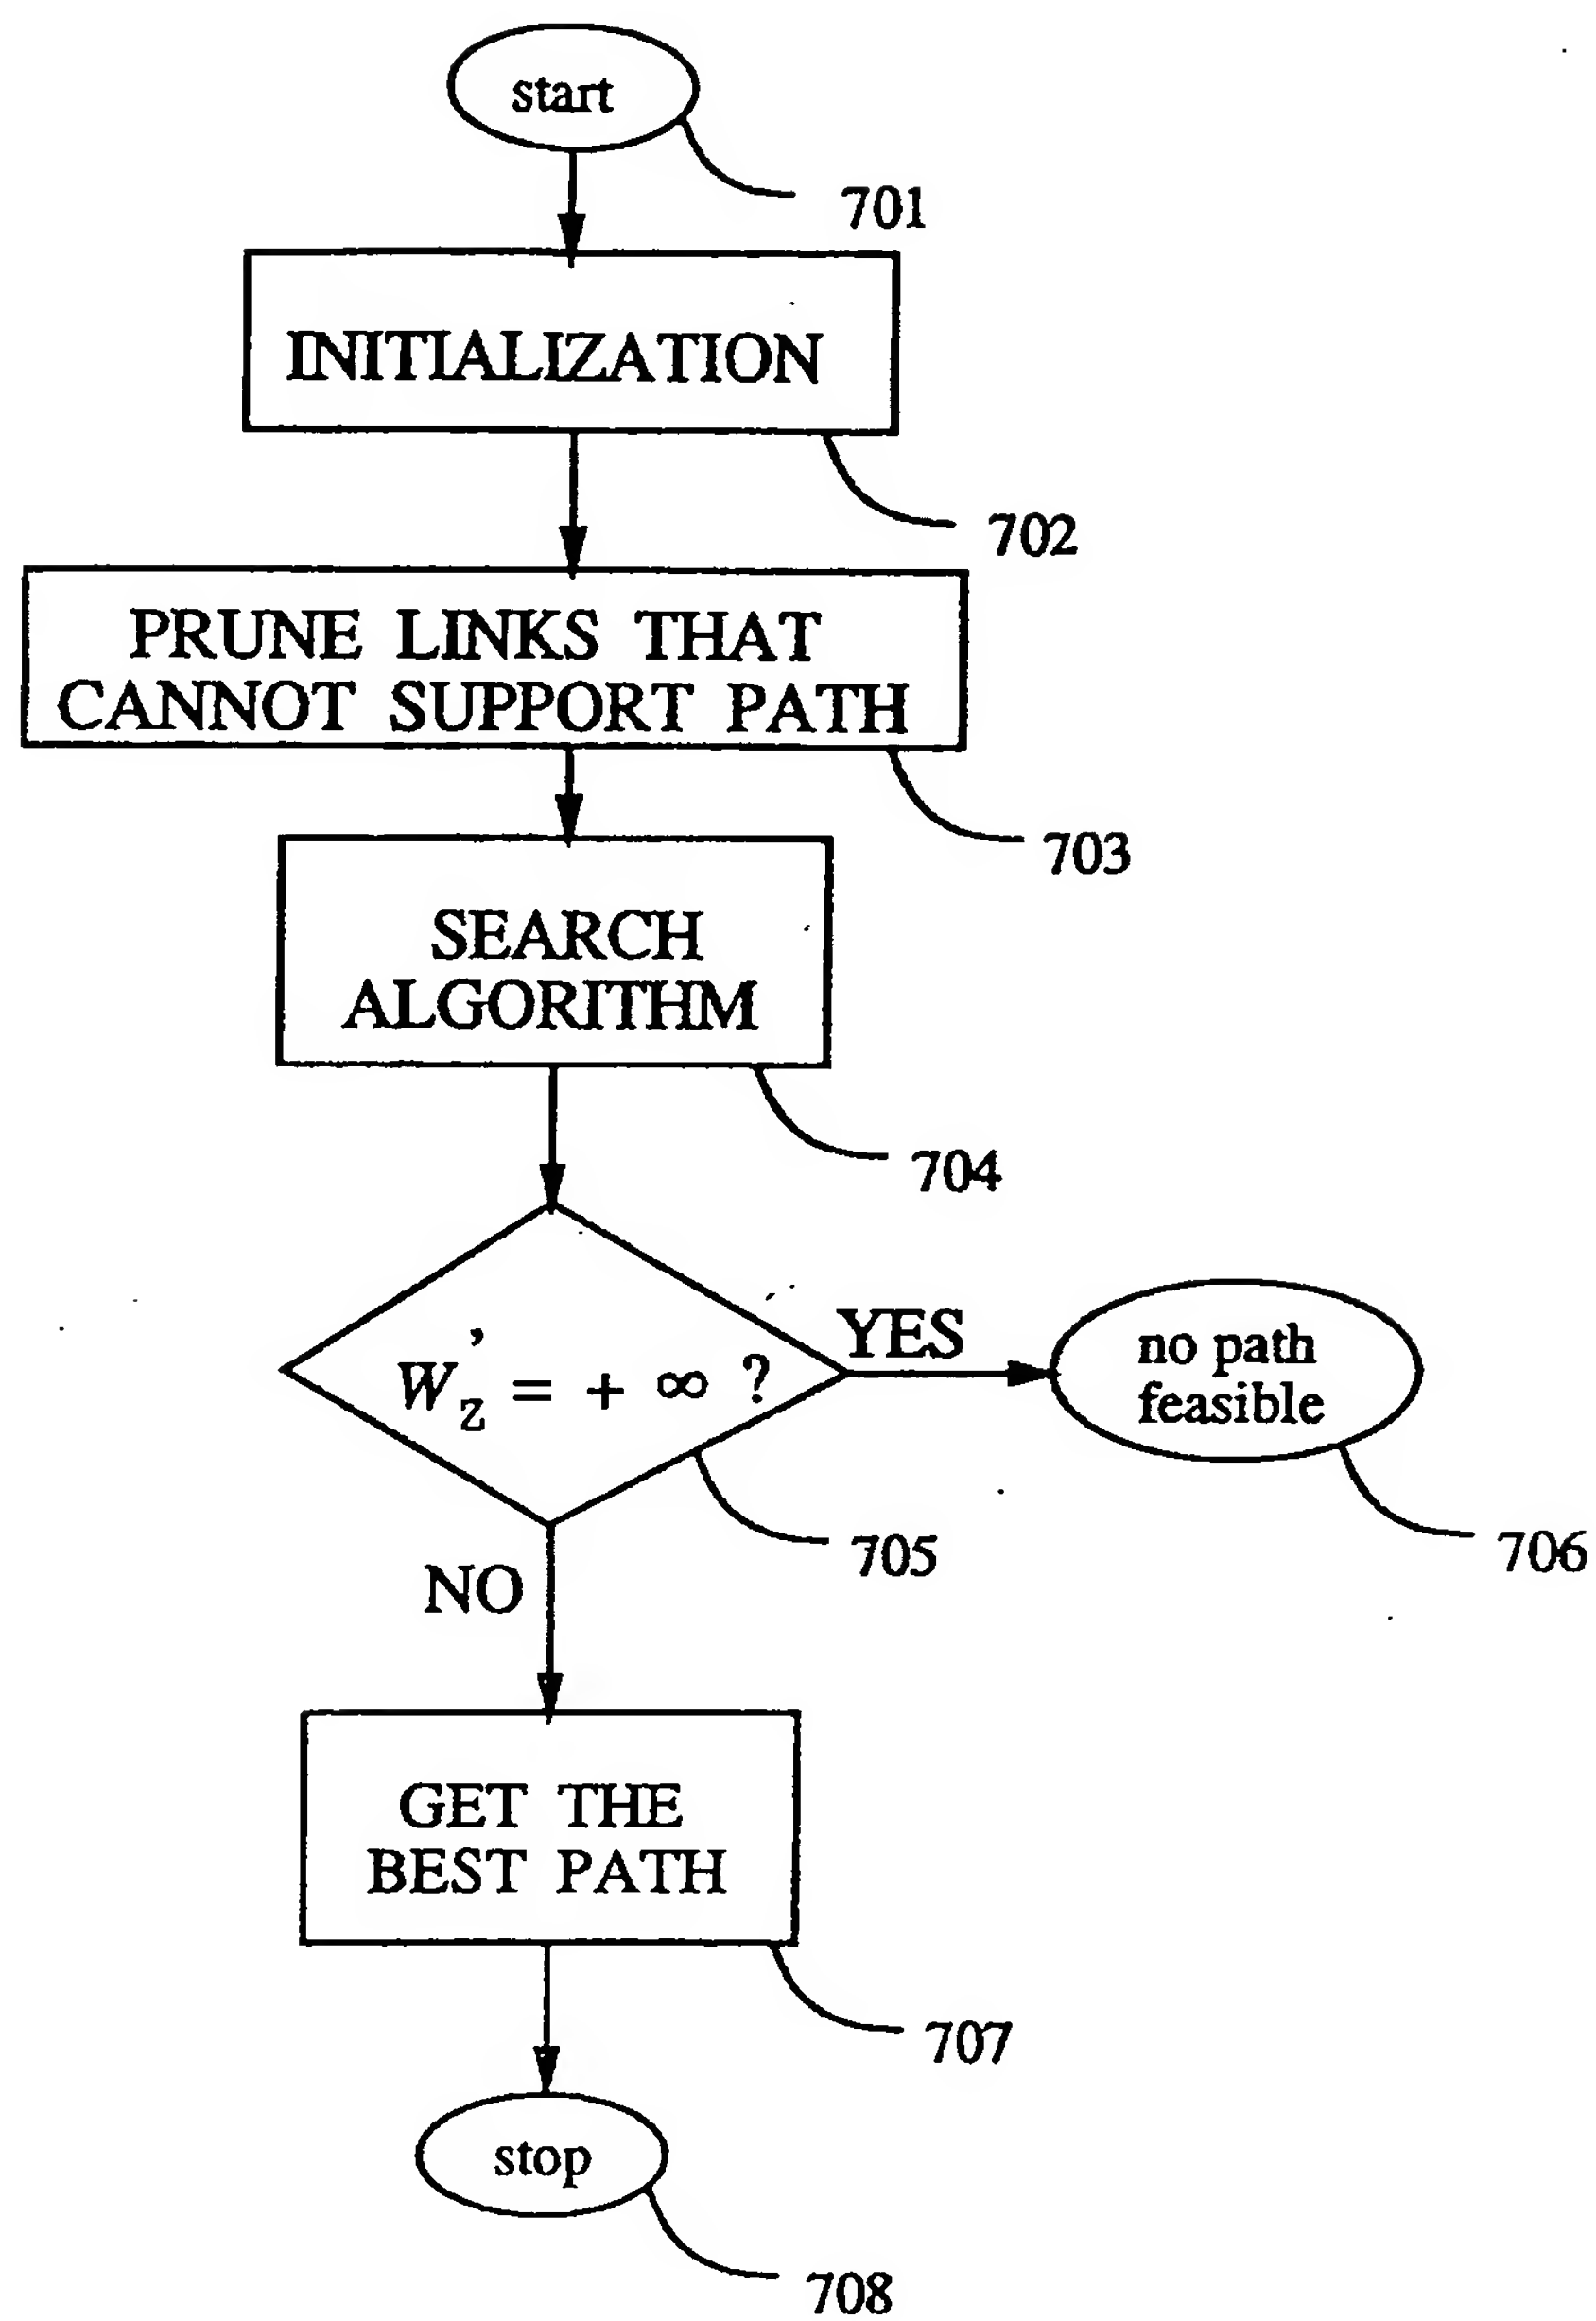 start
701
INITIALIZATION
702
PRUNE LINKS THAT
CANNOT SUPPORT PATH
703
SEARCH
ALGORITHM
704
W'z = + ∞ ?
YES
no path
feasible
705
706
NO
GET THE
BEST PATH
707
stop
708